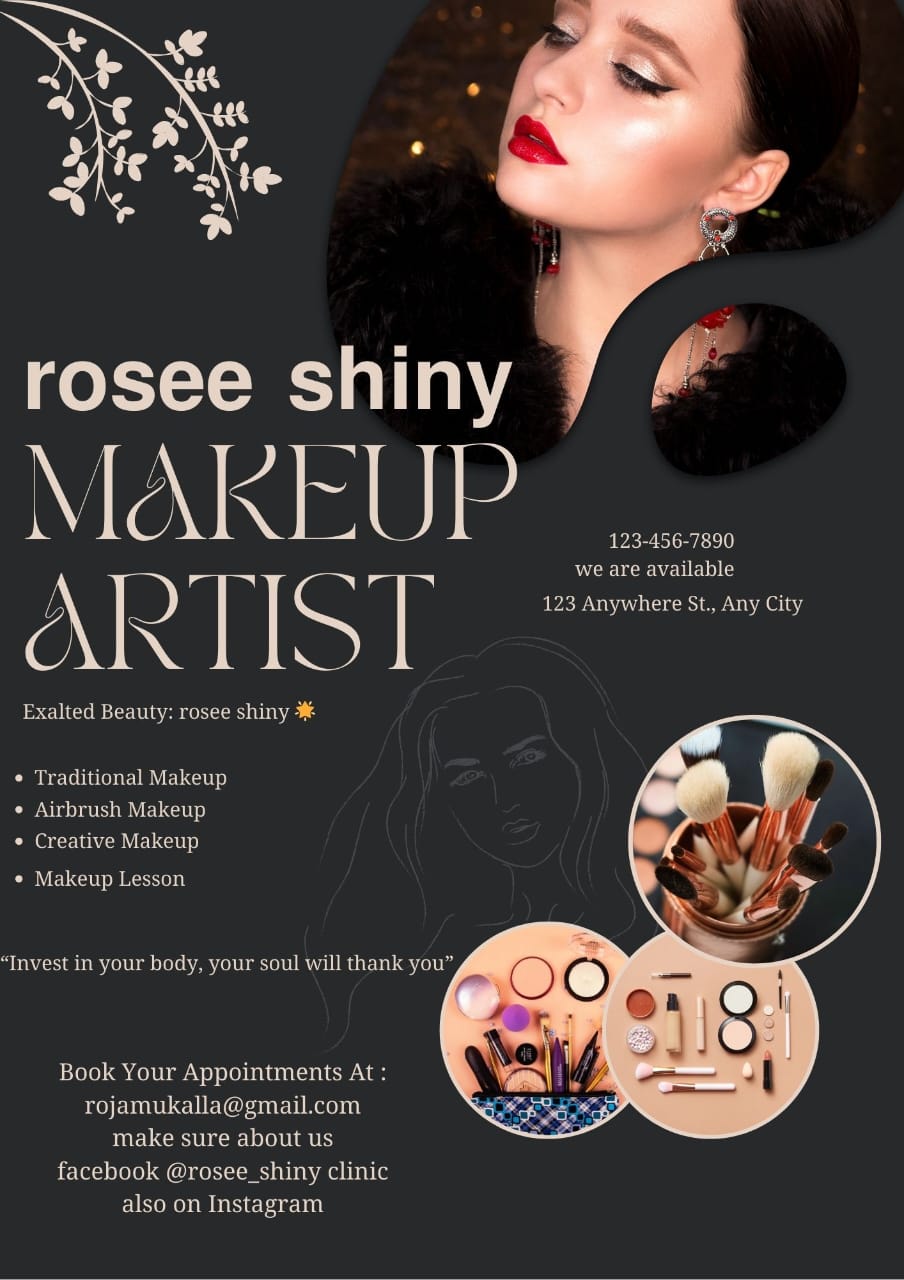 rosee shiny
MAKEUP
ARTIST
123-456-7890
we are available
123 Anywhere St., Any City
Exalted Beauty: rosee shiny 🌟
• Traditional Makeup
• Airbrush Makeup
• Creative Makeup
• Makeup Lesson
“Invest in your body, your soul will thank you”
Book Your Appointments At :
rojamukalla@gmail.com
make sure about us
facebook @rosee_shiny clinic
also on Instagram